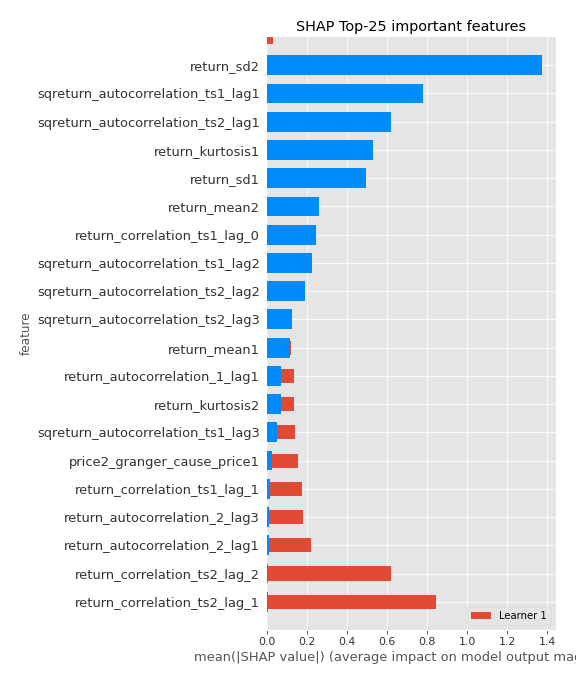 SHAP Top-25 important features
return_sd2
sqreturn_autocorrelation_ts1_lag1
sqreturn_autocorrelation_ts2_lag1
return_kurtosis1
return_sd1
return_mean2
return_correlation_ts1_lag_0
sqreturn_autocorrelation_ts1_lag2
sqreturn_autocorrelation_ts2_lag2
sqreturn_autocorrelation_ts2_lag3
return_mean1
return_autocorrelation_1_lag1
return_kurtosis2
sqreturn_autocorrelation_ts1_lag3
price2_granger_cause_price1
return_correlation_ts1_lag_1
return_autocorrelation_2_lag3
return_autocorrelation_2_lag1
return_correlation_ts2_lag_2
return_correlation_ts2_lag_1
feature
Learner 1
0.0 0.2 0.4 0.6 0.8 1.0 1.2 1.4
mean(|SHAP value|) (average impact on model output mag